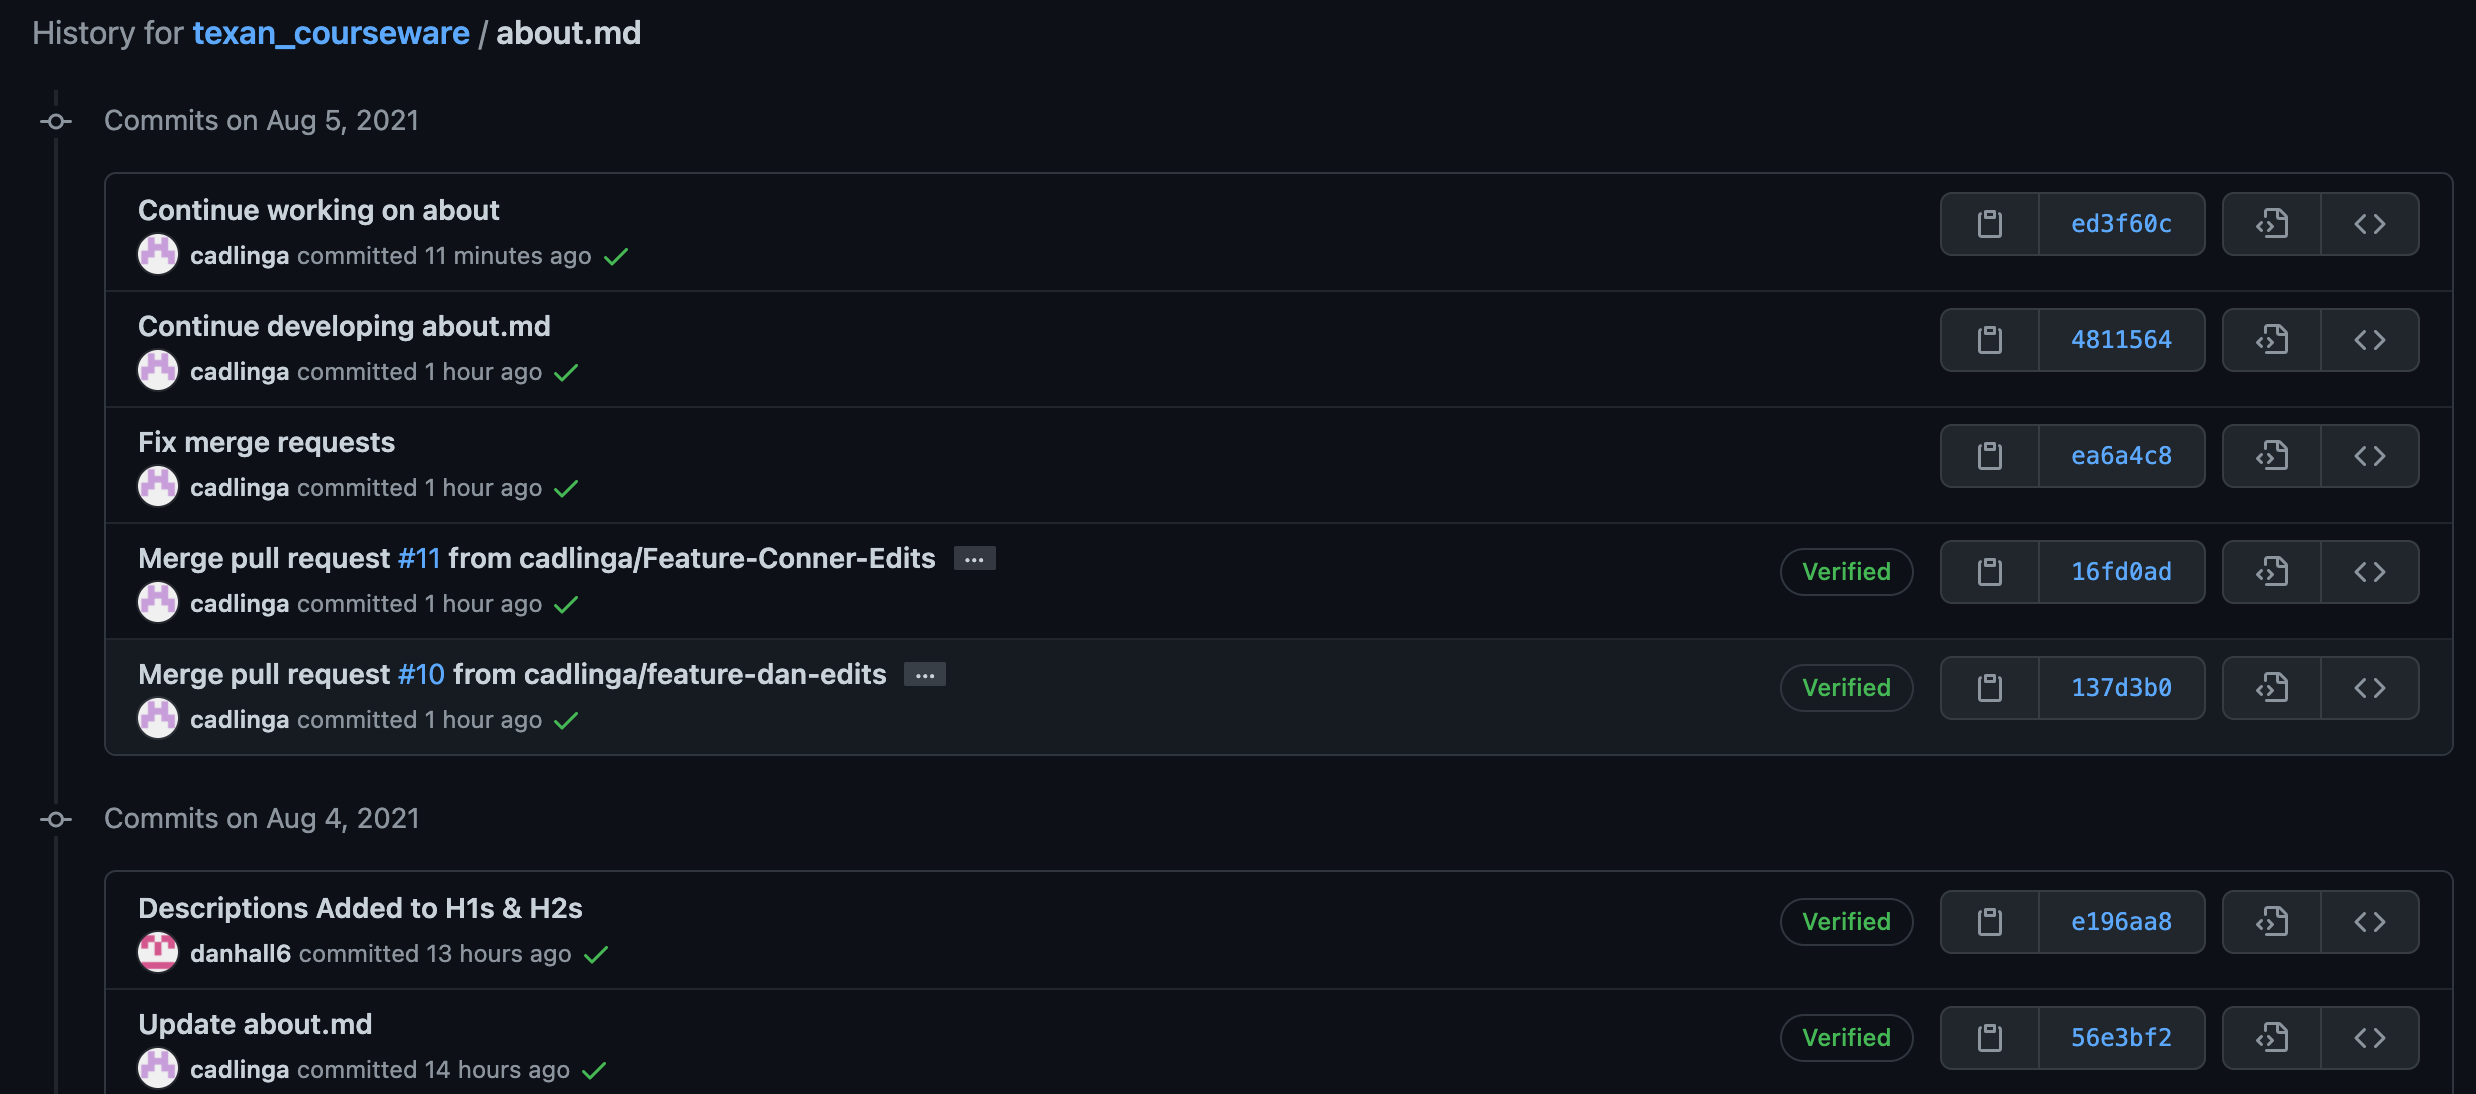 History for texan_courseware / about.md
Commits on Aug 5, 2021
Continue working on about
cadlinga committed 11 minutes ago
ed3f60c
Continue developing about.md
cadlinga committed 1 hour ago
4811564
Fix merge requests
cadlinga committed 1 hour ago
ea6a4c8
Merge pull request #11 from cadlinga/Feature-Conner-Edits ...
cadlinga committed 1 hour ago
Verified
16fd0ad
Merge pull request #10 from cadlinga/feature-dan-edits ...
cadlinga committed 1 hour ago
Verified
137d3b0
Commits on Aug 4, 2021
Descriptions Added to H1s & H2s
danhall6 committed 13 hours ago
Verified
e196aa8
Update about.md
cadlinga committed 14 hours ago
Verified
56e3bf2